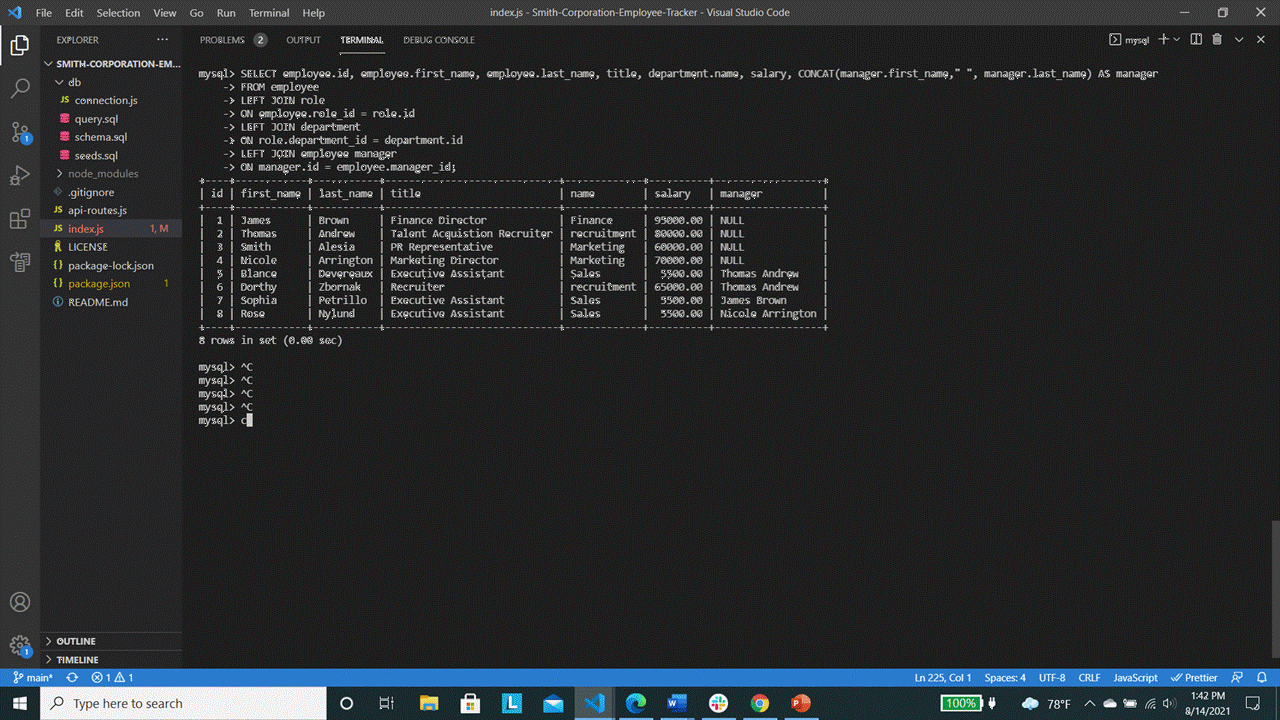 File Edit Selection View Go Run Terminal Help index.js - Smith-Corporation-Employee-Tracker - Visual Studio Code
EXPLORER ···
PROBLEMS 2 OUTPUT TERMINAL DEBUG CONSOLE mysql
SMITH-CORPORATION-EM...
db
JS connection.js
query.sql
schema.sql
seeds.sql
node_modules
.gitignore
JS api-routes.js
JS index.js 1, M
LICENSE
{} package-lock.json
{} package.json 1
README.md
OUTLINE
TIMELINE
1
1
mysql> SELECT employee.id, employee.first_name, employee.last_name, title, department.name, salary, CONCAT(manager.first_name," ", manager.last_name) AS manager
-> FROM employee
-> LEFT JOIN role
-> ON employee.role_id = role.id
-> LEFT JOIN department
-> ON role.department_id = department.id
-> LEFT JOIN employee manager
-> ON manager.id = employee.manager_id;
| id | first_name | last_name | title | name | salary | manager |
| 1 | James | Brown | Finance Director | Finance | 95000.00 | NULL |
| 2 | Thomas | Andrew | Talent Acquistion Recruiter | recruitment | 80000.00 | NULL |
| 3 | Smith | Alesia | PR Representative | Marketing | 60000.00 | NULL |
| 4 | Nicole | Arrington | Marketing Director | Marketing | 70000.00 | NULL |
| 5 | Blance | Devereaux | Executive Assistant | Sales | 5500.00 | Thomas Andrew |
| 6 | Dorthy | Zbornak | Recruiter | recruitment | 65000.00 | Thomas Andrew |
| 7 | Sophia | Petrillo | Executive Assistant | Sales | 5500.00 | James Brown |
| 8 | Rose | Nylund | Executive Assistant | Sales | 5500.00 | Nicole Arrington |
8 rows in set (0.00 sec)
mysql> ^C
mysql> ^C
mysql> ^C
mysql> ^C
mysql> c
main* 1 1 Ln 225, Col 1 Spaces: 4 UTF-8 CRLF JavaScript Prettier
Type here to search 100% 78°F 1:42 PM
8/14/2021